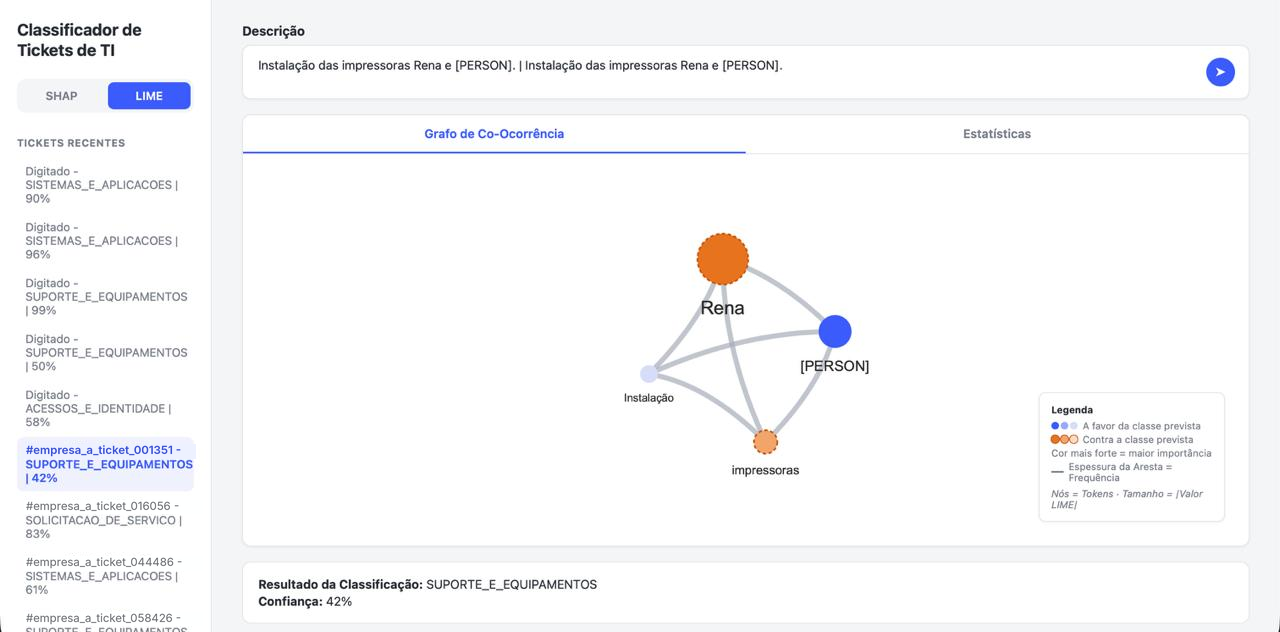 Classificador de
Tickets de TI
SHAP
LIME
TICKETS RECENTES
Digitado -
SISTEMAS_E_APLICACOES |
90%
Digitado -
SISTEMAS_E_APLICACOES |
96%
Digitado -
SUPORTE_E_EQUIPAMENTOS
| 99%
Digitado -
SUPORTE_E_EQUIPAMENTOS
| 50%
Digitado -
ACESSOS_E_IDENTIDADE |
58%
#empresa_a_ticket_001351 -
SUPORTE_E_EQUIPAMENTOS
| 42%
#empresa_a_ticket_016056 -
SOLICITACAO_DE_SERVICO |
83%
#empresa_a_ticket_044486 -
SISTEMAS_E_APLICACOES |
61%
#empresa_a_ticket_058426 -
SUPORTE_E_EQUIPAMENTOS
Descrição
Instalação das impressoras Rena e [PERSON]. | Instalação das impressoras Rena e [PERSON].
Grafo de Co-Ocorrência
Estatísticas
Rena
[PERSON]
Instalação
impressoras
Legenda
A favor da classe prevista
Contra a classe prevista
Cor mais forte = maior importância
Espessura da Aresta =
Frequência
Nós = Tokens · Tamanho = |Valor
LIME|
Resultado da Classificação: SUPORTE_E_EQUIPAMENTOS
Confiança: 42%